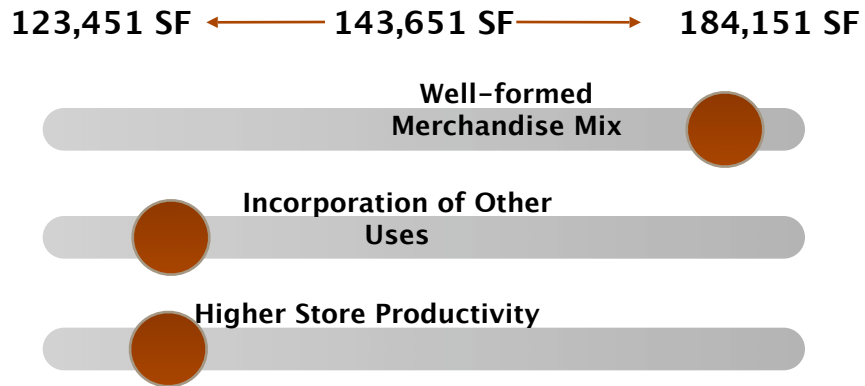 123,451 SF 143,651 SF 184,151 SF
Well-formed
Merchandise Mix
Incorporation of Other
Uses
Higher Store Productivity